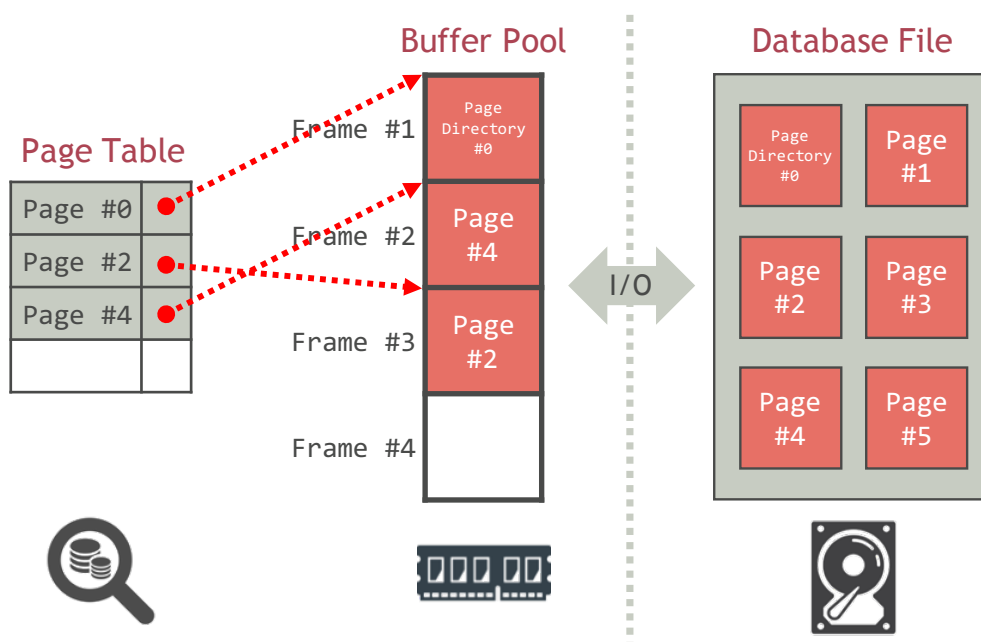 Page Table
Page #0
Page #2
Page #4
Buffer Pool
Frame #1
Page
Directory
#0
Frame #2
Page
#4
Frame #3
Page
#2
Frame #4
I/O
Database File
Page
Directory
#0
Page
#1
Page
#2
Page
#3
Page
#4
Page
#5